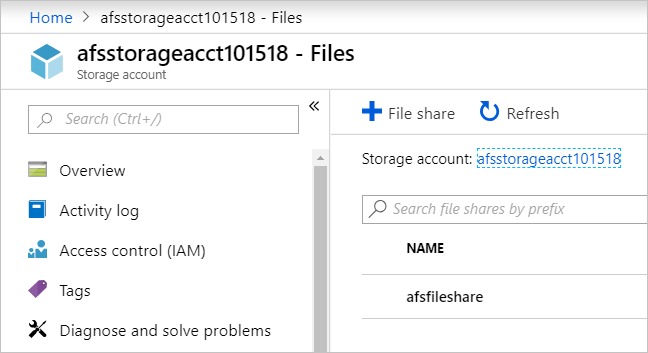 Home > afsstorageacct101518 - Files
afsstorageacct101518 - Files
Storage account
Search (Ctrl+/)
«
Overview
Activity log
Access control (IAM)
Tags
Diagnose and solve problems
File share
Refresh
Storage account: afsstorageacct101518
Search file shares by prefix
NAME
afsfileshare